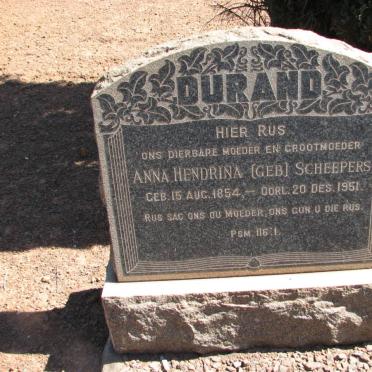 DURAND
HIER RUS
ONS DIERBARE MOEDER EN GROOTMOEDER
ANNA HENDRINA [GEB] SCHEEPERS
GEB. 15 AUG. 1854, — OORL. 20 DES. 1951.
RUS SAG ONS OU MOEDER, ONS GUN U DIE RUS.
PSM. 116:1.